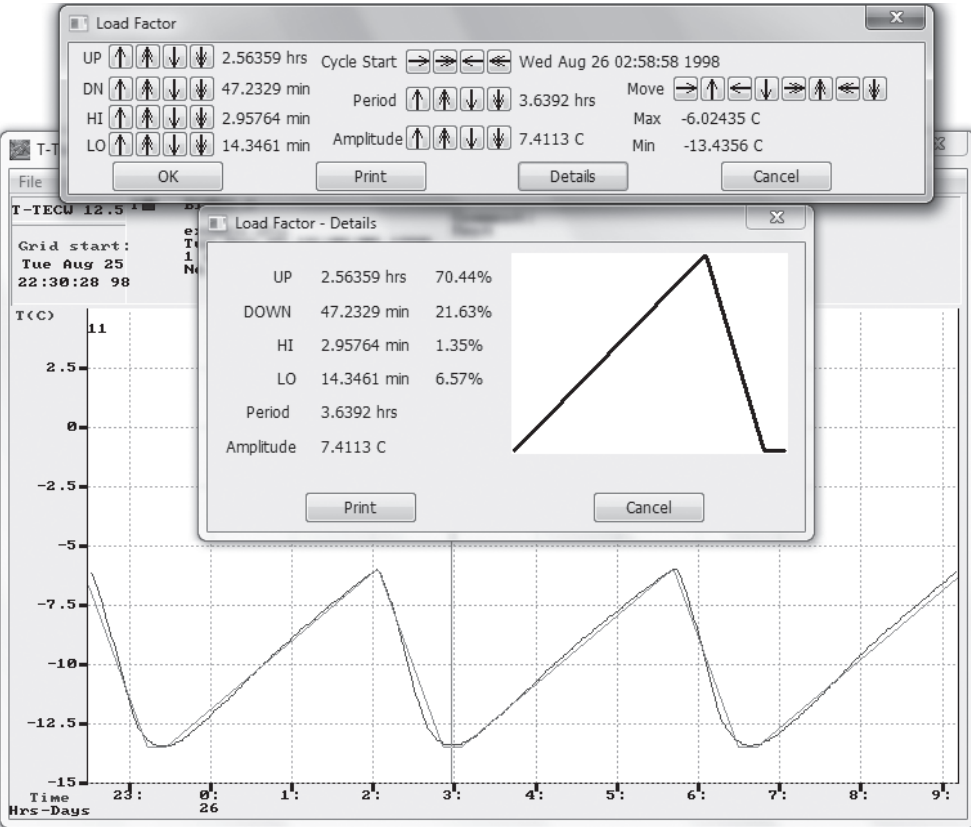 Load Factor
UP 2.56359 hrs Cycle Start Wed Aug 26 02:58:58 1998
DN 47.2329 min Period 3.6392 hrs Move
HI 2.95764 min Max -6.02435 C
LO 14.3461 min Amplitude 7.4113 C Min -13.4356 C
OK Print Details Cancel
T-T
File
T-TECW 12.5
Grid start:
Tue Aug 25
22:30:28 98
Load Factor - Details
UP 2.56359 hrs 70.44%
DOWN 47.2329 min 21.63%
HI 2.95764 min 1.35%
LO 14.3461 min 6.57%
Period 3.6392 hrs
Amplitude 7.4113 C
Print Cancel
T(C)
11
2.5
0
-2.5
-5
-7.5
-10
-12.5
-15
Time 23: 0: 1: 2: 3: 4: 5: 6: 7: 8: 9:
Hrs-Days 26